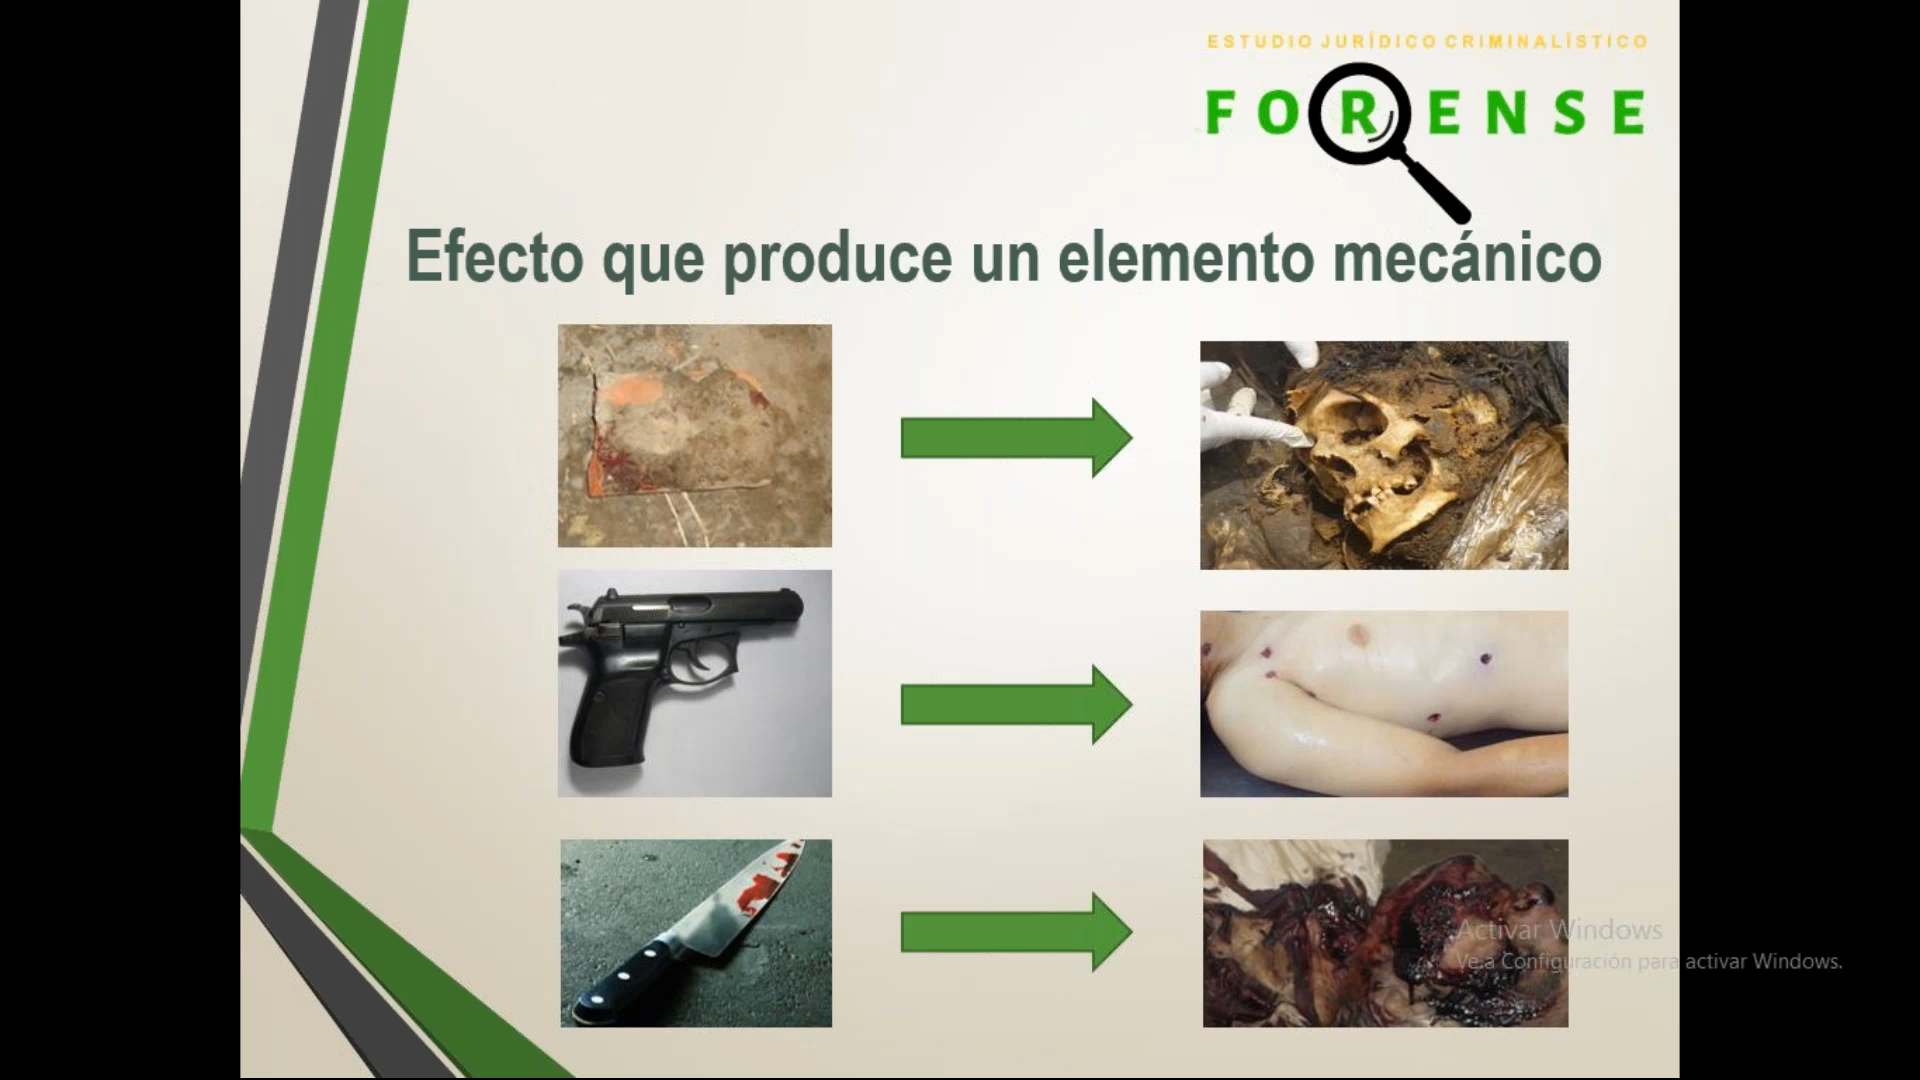 ESTUDIO JURÍDICO CRIMINALÍSTICO
FORENSE
Efecto que produce un elemento mecánico
Activar Windows
Ve a Configuración para activar Windows.